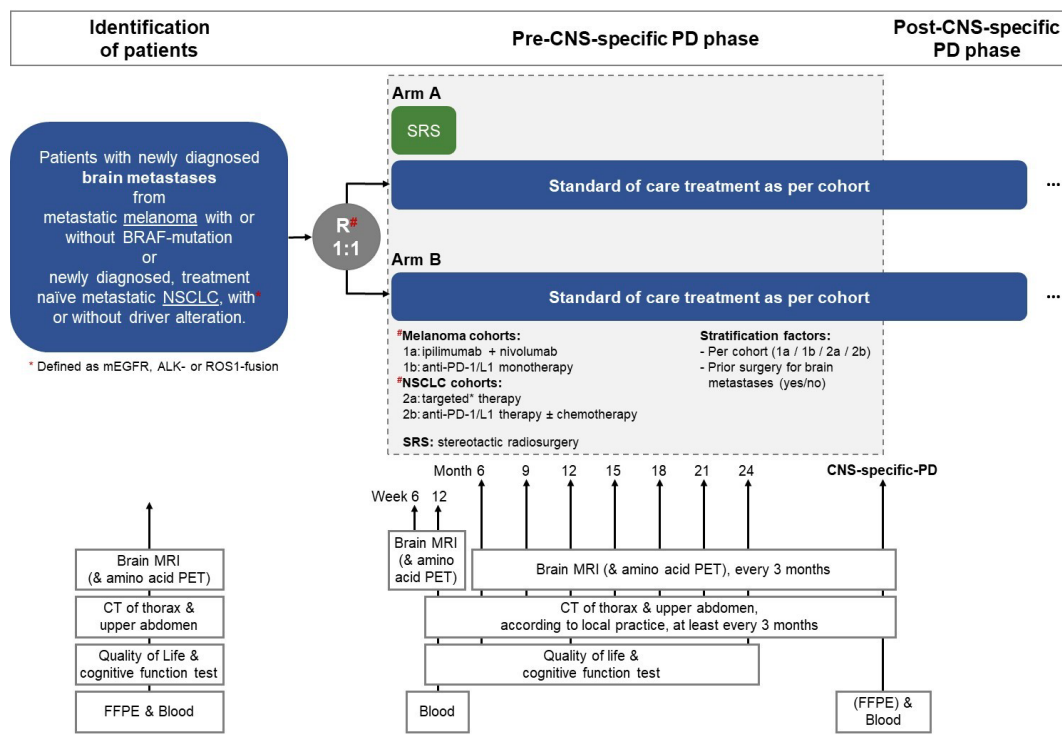 Identification
of patients
Pre-CNS-specific PD phase
Post-CNS-specific
PD phase
Patients with newly diagnosed
brain metastases
from
metastatic melanoma with or
without BRAF-mutation
or
newly diagnosed, treatment
naïve metastatic NSCLC, with*
or without driver alteration.
* Defined as mEGFR, ALK- or ROS1-fusion
R#
1:1
Arm A
SRS
Standard of care treatment as per cohort
...
Arm B
Standard of care treatment as per cohort
...
#Melanoma cohorts:
1a: ipilimumab + nivolumab
1b: anti-PD-1/L1 monotherapy
#NSCLC cohorts:
2a: targeted* therapy
2b: anti-PD-1/L1 therapy ± chemotherapy
SRS: stereotactic radiosurgery
Stratification factors:
- Per cohort (1a / 1b / 2a / 2b)
- Prior surgery for brain
metastases (yes/no)
Month 6 9 12 15 18 21 24 CNS-specific-PD
Week 6 12
Brain MRI
(& amino acid PET)
CT of thorax &
upper abdomen
Quality of Life &
cognitive function test
FFPE & Blood
Brain MRI
(& amino
acid PET)
Brain MRI (& amino acid PET), every 3 months
CT of thorax & upper abdomen,
according to local practice, at least every 3 months
Quality of life &
cognitive function test
Blood
(FFPE) &
Blood